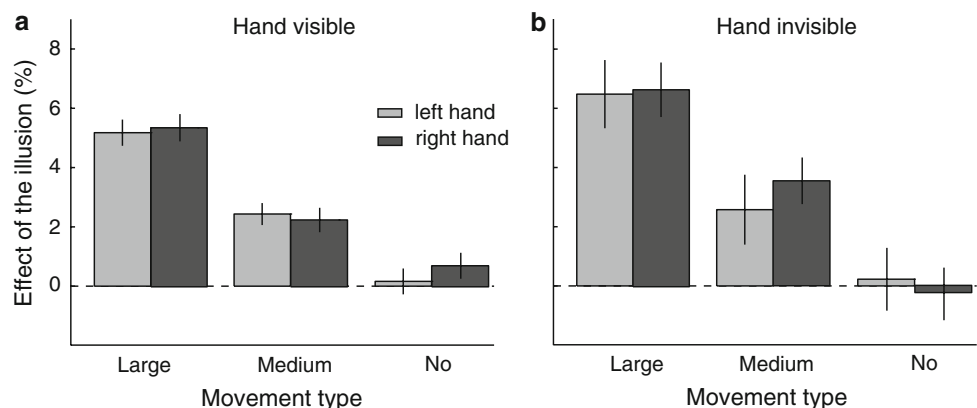 a
Hand visible
b
Hand invisible
Effect of the illusion (%)
8
6
4
2
0
left hand
right hand
Large Medium No
Large Medium No
Movement type
Movement type